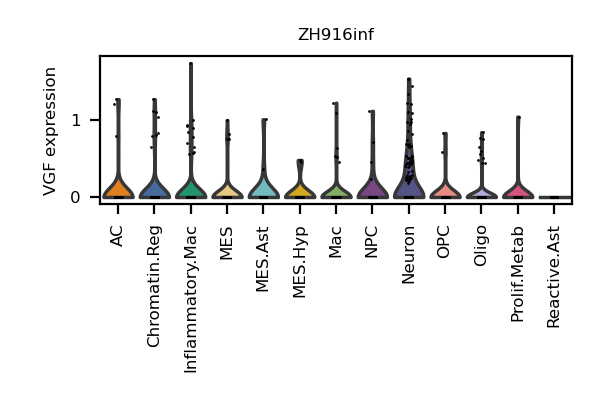 ZH916inf
VGF expression
1
0
AC
Chromatin.Reg
Inflammatory.Mac
MES
MES.Ast
MES.Hyp
Mac
NPC
Neuron
OPC
Oligo
Prolif.Metab
Reactive.Ast